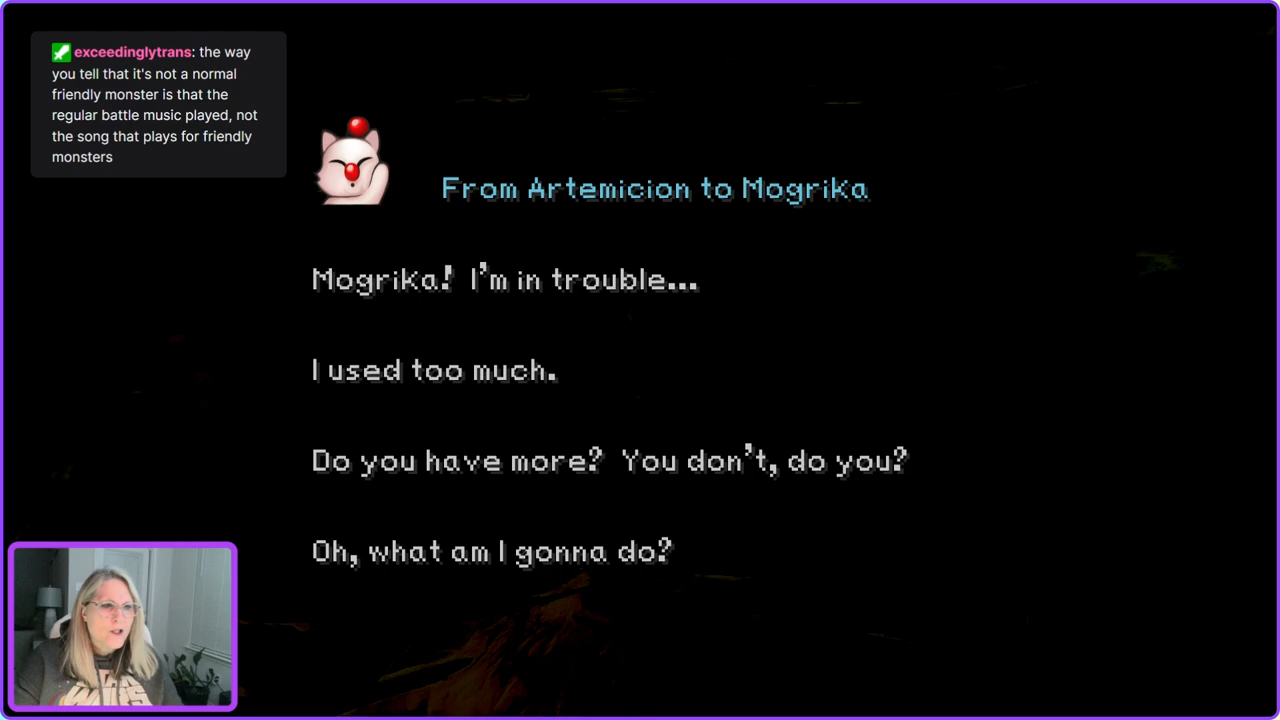 exceedinglytrans: the way
you tell that it's not a normal
friendly monster is that the
regular battle music played, not
the song that plays for friendly
monsters
From Artemicion to Mogrika
Mogrika! I'm in trouble...
I used too much.
Do you have more? You don't, do you?
Oh, what am I gonna do?